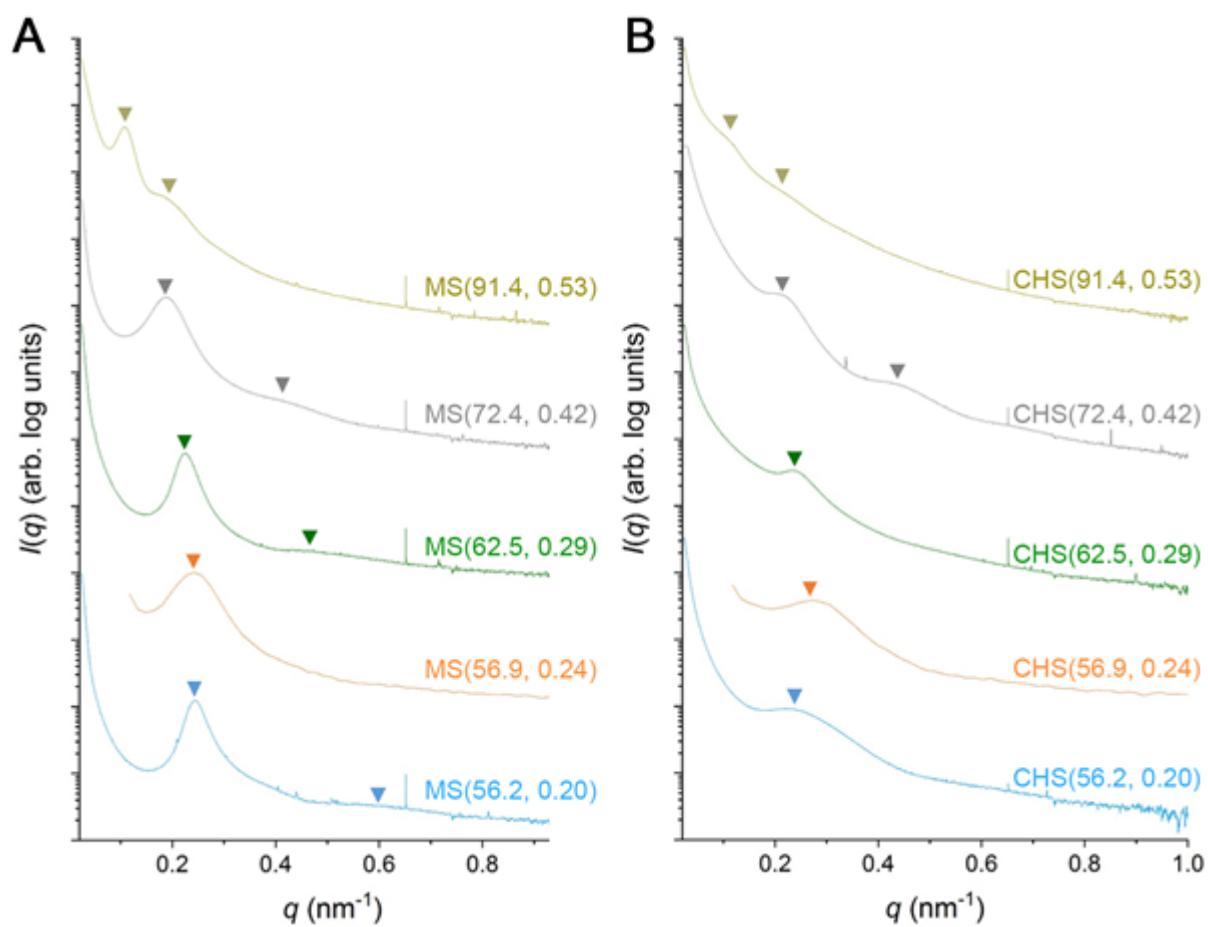 A
I(q) (arb. log units)
MS(91.4, 0.53)
MS(72.4, 0.42)
MS(62.5, 0.29)
MS(56.9, 0.24)
MS(56.2, 0.20)
0.2 0.4 0.6 0.8
q (nm⁻¹)
B
I(q) (arb. log units)
CHS(91.4, 0.53)
CHS(72.4, 0.42)
CHS(62.5, 0.29)
CHS(56.9, 0.24)
CHS(56.2, 0.20)
0.2 0.4 0.6 0.8 1.0
q (nm⁻¹)